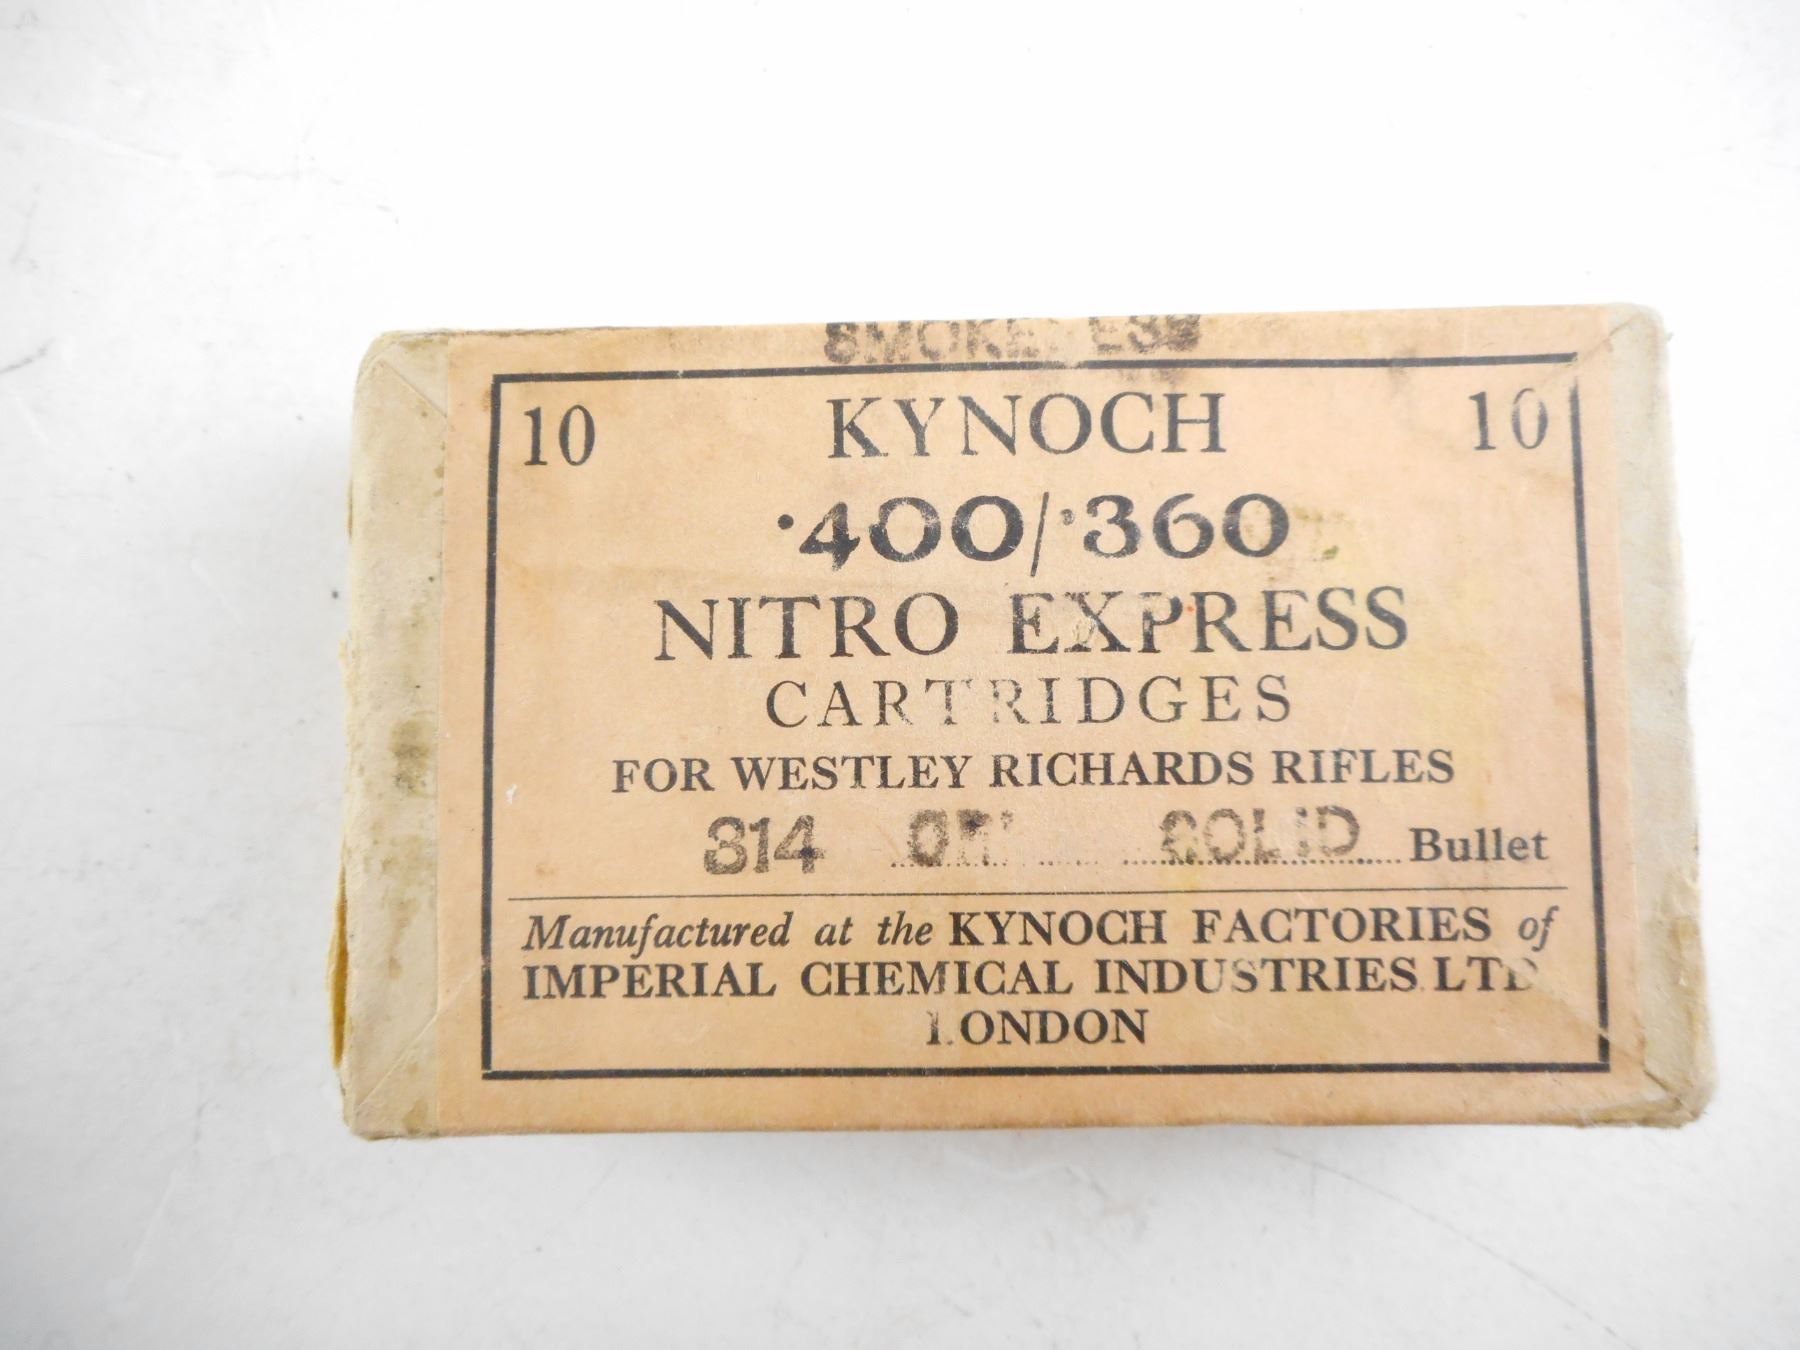 SMOKELESS
10 KYNOCH 10
·400/·360
NITRO EXPRESS
CARTRIDGES
FOR WESTLEY RICHARDS RIFLES
314 GR SOLID Bullet
Manufactured at the KYNOCH FACTORIES of
IMPERIAL CHEMICAL INDUSTRIES LTD
LONDON